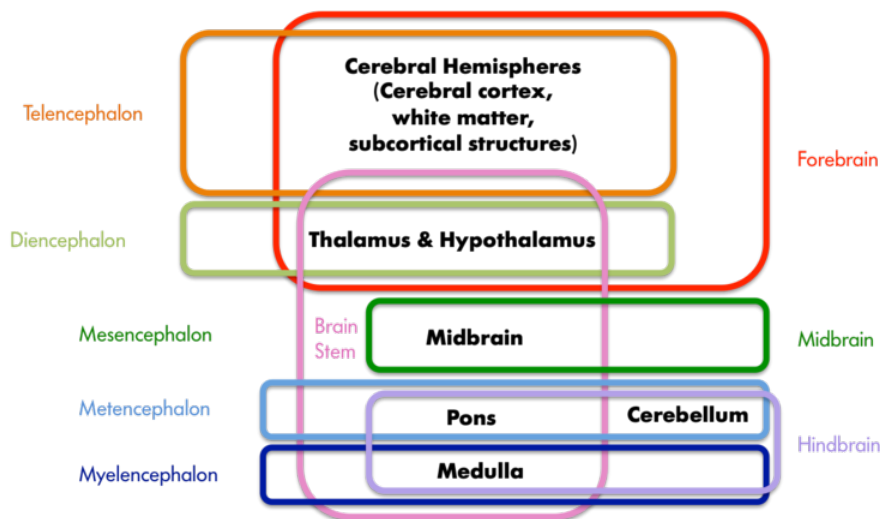 Cerebral Hemispheres
(Cerebral cortex,
white matter,
subcortical structures)
Telencephalon
Forebrain
Diencephalon
Thalamus & Hypothalamus
Mesencephalon
Brain
Stem
Midbrain
Midbrain
Metencephalon
Pons
Cerebellum
Hindbrain
Myelencephalon
Medulla